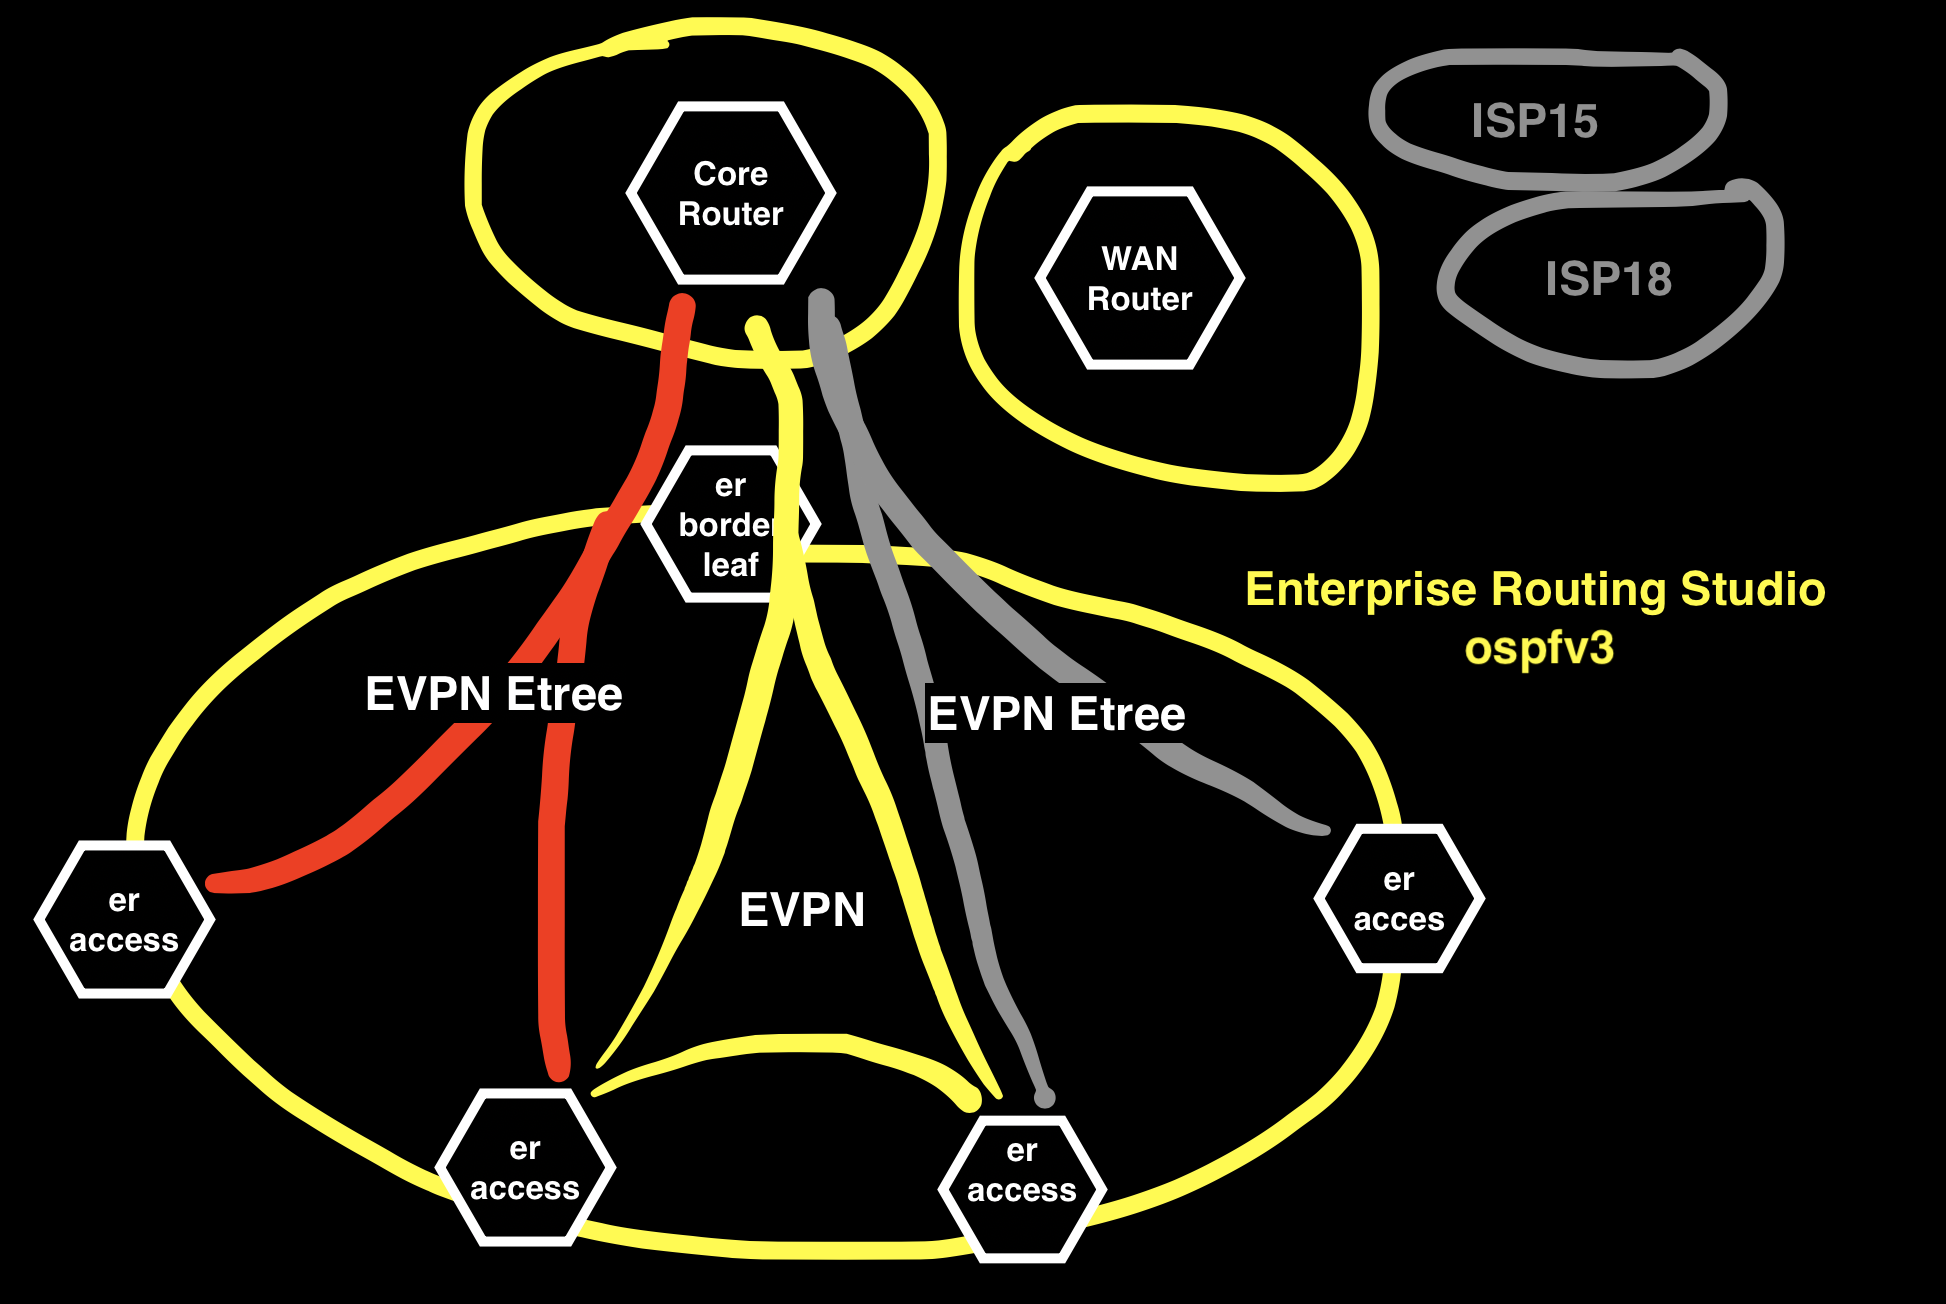 Core
Router
WAN
Router
ISP15
ISP18
er
border
leaf
Enterprise Routing Studio
ospfv3
EVPN Etree
EVPN Etree
EVPN
er
access
er
acces
er
access
er
access